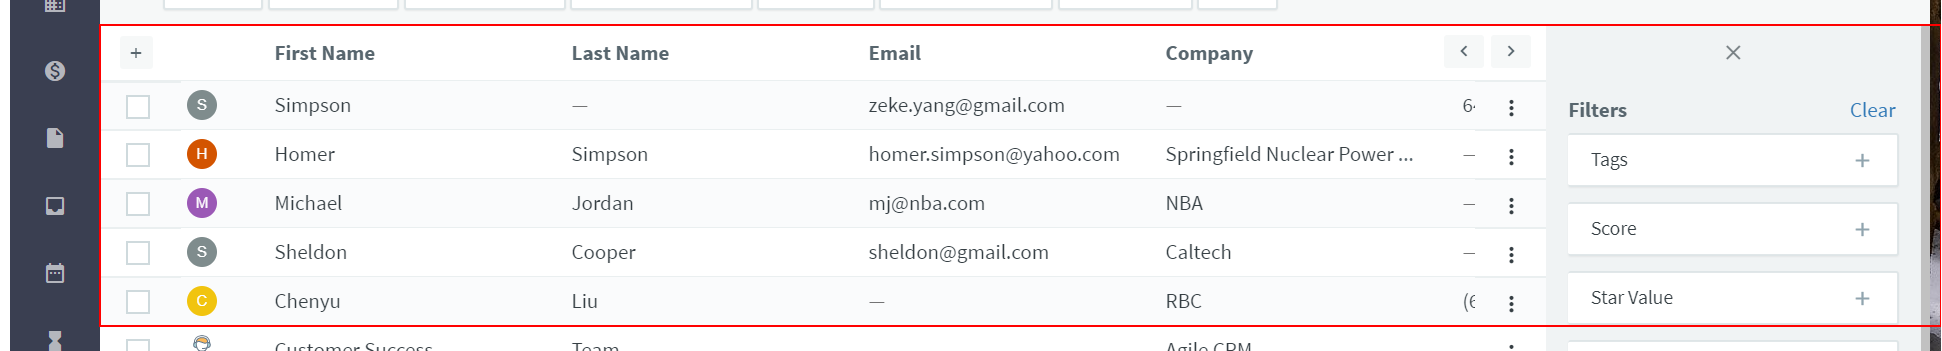 + First Name Last Name Email Company < > ×
S Simpson — zeke.yang@gmail.com —
Filters Clear
H Homer Simpson homer.simpson@yahoo.com Springfield Nuclear Power ... —
Tags +
M Michael Jordan mj@nba.com NBA —
Score +
S Sheldon Cooper sheldon@gmail.com Caltech —
C Chenyu Liu — RBC (6
Star Value +
Customer Success Team Agile CRM